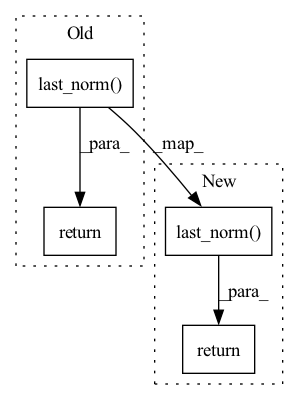 Old
last_norm()
_para_
_map_
New
return
last_norm()
_para_
return